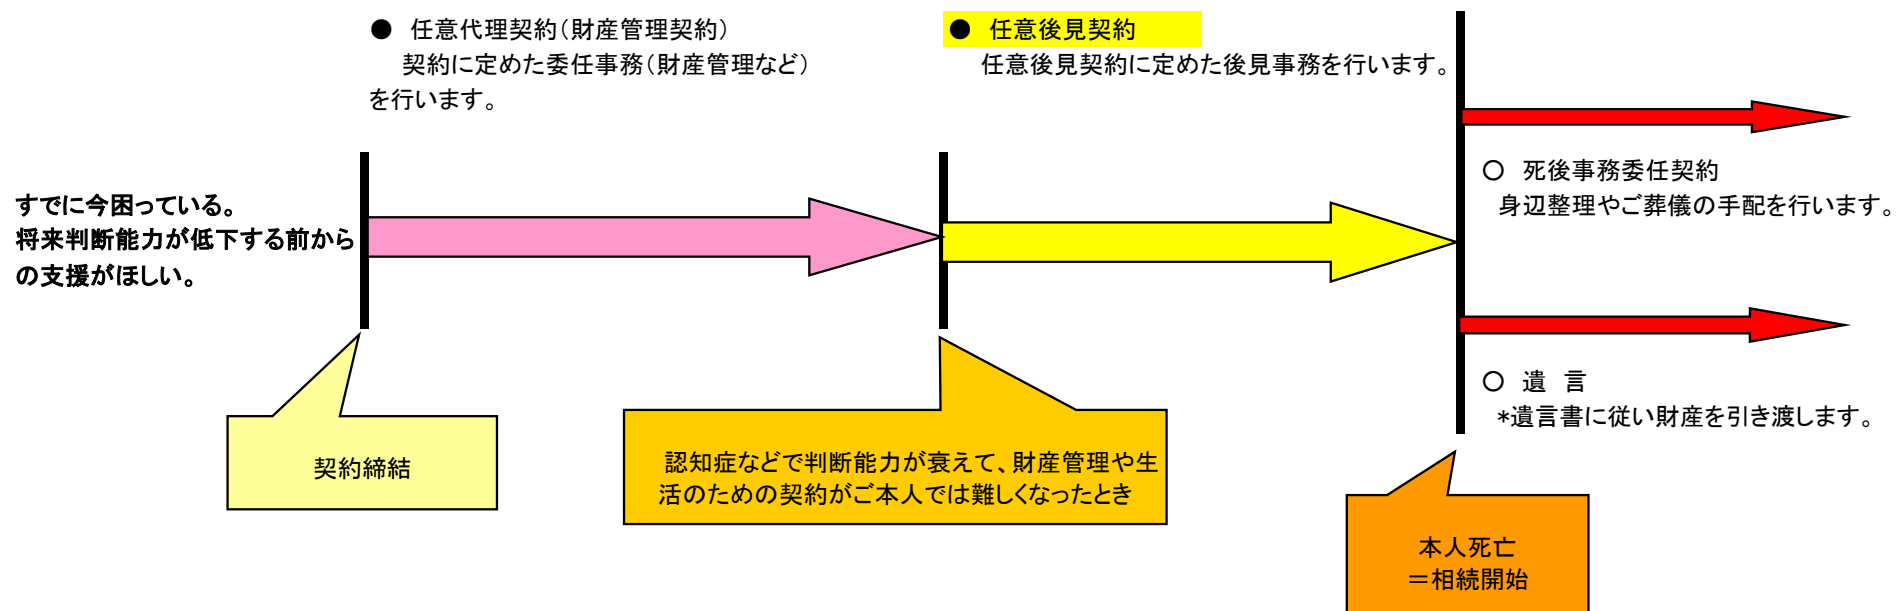 ● 任意代理契約(財産管理契約)
契約に定めた委任事務(財産管理など)
を行います。
● 任意後見契約
任意後見契約に定めた後見事務を行います。
すでに今困っている。
将来判断能力が低下する前から
の支援がほしい。
○ 死後事務委任契約
身辺整理やご葬儀の手配を行います。
○ 遺 言
*遺言書に従い財産を引き渡します。
契約締結
認知症などで判断能力が衰えて、財産管理や生
活のための契約がご本人では難しくなったとき
本人死亡
=相続開始